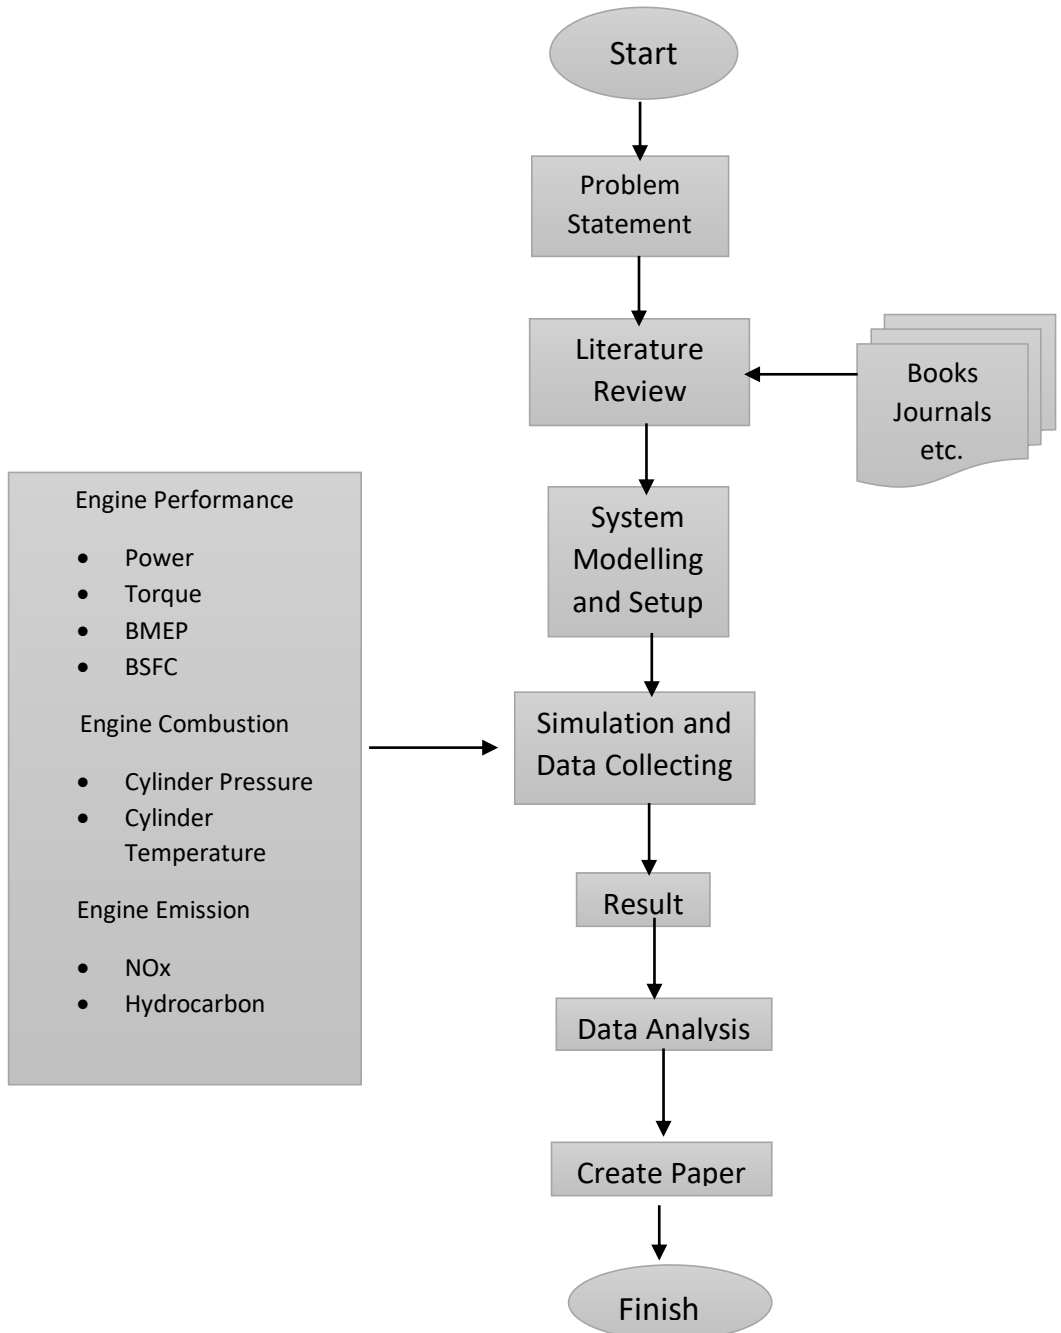 Start
Problem
Statement
Literature
Review
Books
Journals
etc.
System
Modelling
and Setup
Engine Performance
• Power
• Torque
• BMEP
• BSFC
Engine Combustion
• Cylinder Pressure
• Cylinder
Temperature
Engine Emission
• NOx
• Hydrocarbon
Simulation and
Data Collecting
Result
Data Analysis
Create Paper
Finish